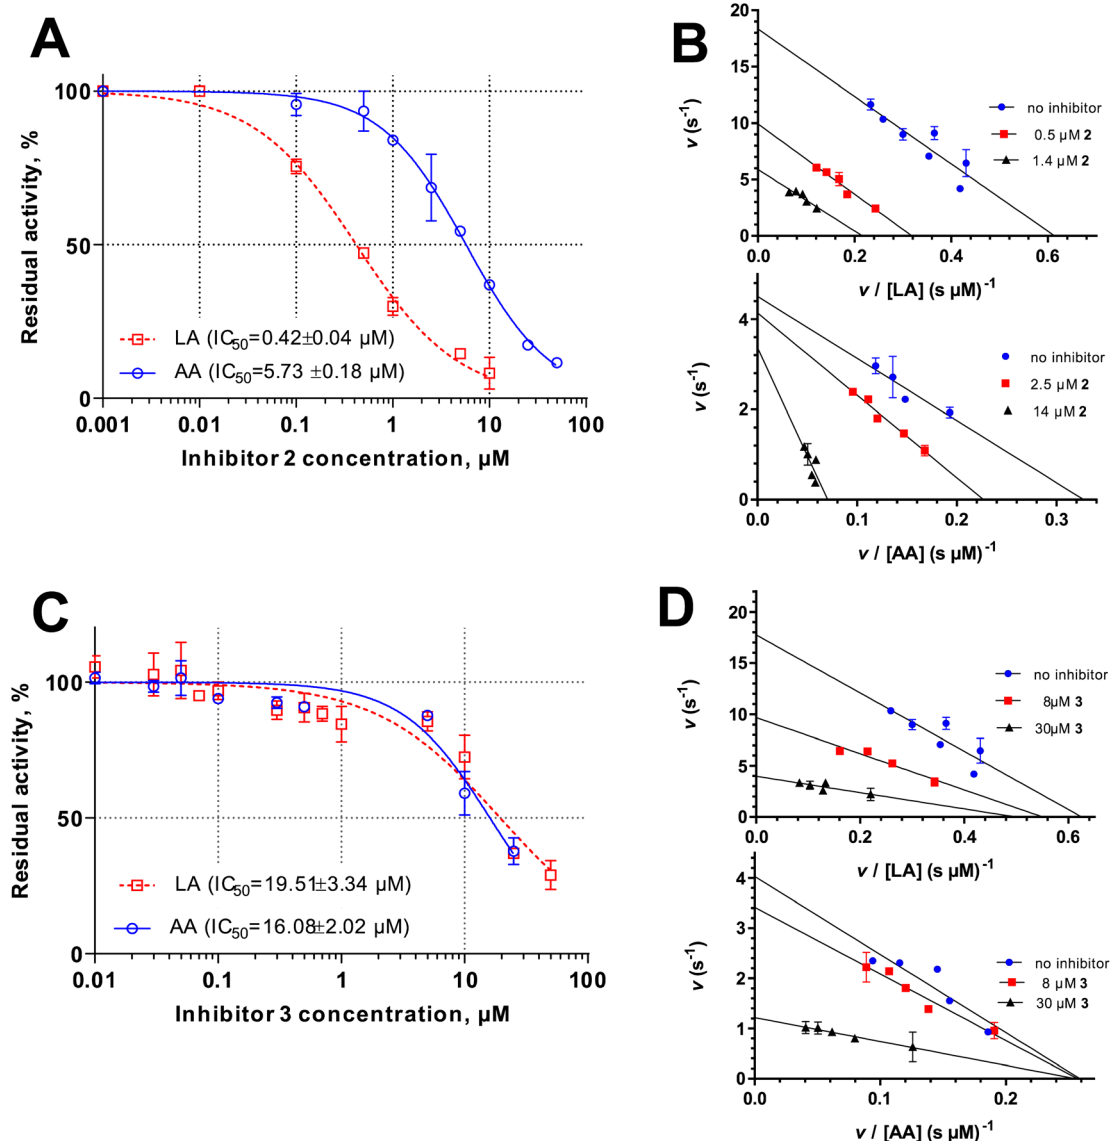 A
100
50
0
Residual activity, %
LA (IC50=0.42±0.04 µM)
AA (IC50=5.73 ±0.18 µM)
0.001 0.01 0.1 1 10 100
Inhibitor 2 concentration, µM
B
20
15
10
5
0
v (s-1)
no inhibitor
0.5 µM 2
1.4 µM 2
0.0 0.2 0.4 0.6
v / [LA] (s µM)-1
4
2
0
v (s-1)
no inhibitor
2.5 µM 2
14 µM 2
0.0 0.1 0.2 0.3
v / [AA] (s µM)-1
C
100
50
0
Residual activity, %
LA (IC50=19.51±3.34 µM)
AA (IC50=16.08±2.02 µM)
0.01 0.1 1 10 100
Inhibitor 3 concentration, µM
D
20
15
10
5
0
v (s-1)
no inhibitor
8µM 3
30µM 3
0.0 0.2 0.4 0.6
v / [LA] (s µM)-1
4
3
2
1
0
v (s-1)
no inhibitor
8 µM 3
30 µM 3
0.0 0.1 0.2
v / [AA] (s µM)-1